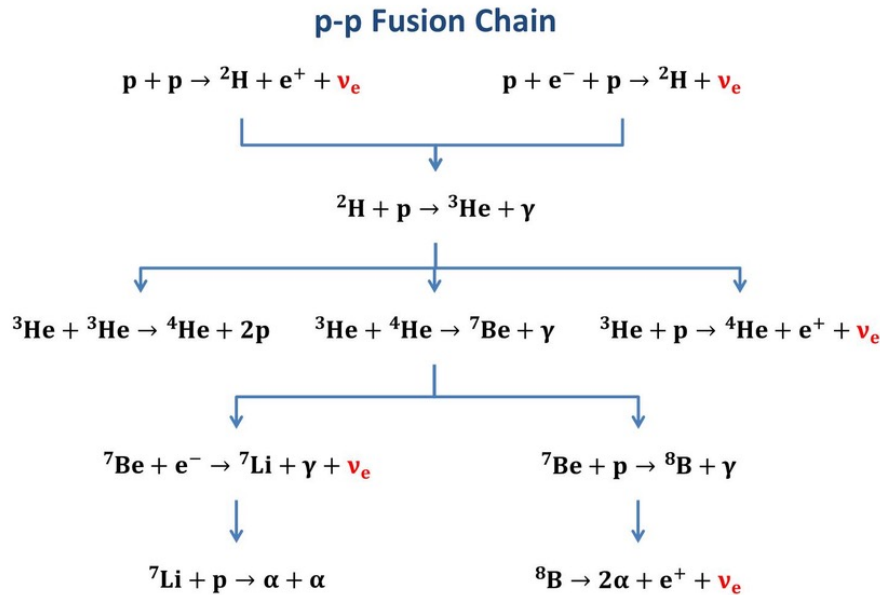 p-p Fusion Chain
p + p → ²H + e⁺ + νₑ
p + e⁻ + p → ²H + νₑ
²H + p → ³He + γ
³He + ³He → ⁴He + 2p
³He + ⁴He → ⁷Be + γ
³He + p → ⁴He + e⁺ + νₑ
⁷Be + e⁻ → ⁷Li + γ + νₑ
⁷Be + p → ⁸B + γ
⁷Li + p → α + α
⁸B → 2α + e⁺ + νₑ